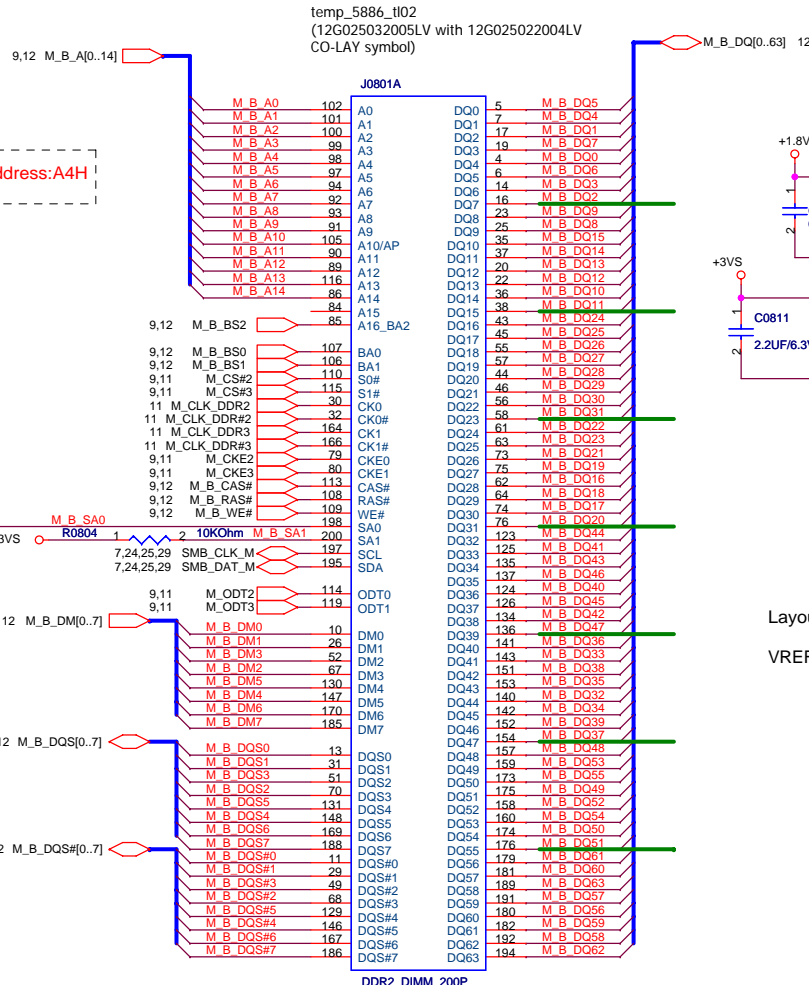 temp_5886_tl02
(12G025032005LV with 12G025022004LV
CO-LAY symbol)
9,12 M_B_A[0..14]
M_B_DQ[0..63] 12
J0801A
ddress:A4H
M_B_A0 102 A0 DQ0 5 M_B_DQ5
M_B_A1 101 A1 DQ1 7 M_B_DQ4
M_B_A2 100 A2 DQ2 17 M_B_DQ1
M_B_A3 99 A3 DQ3 19 M_B_DQ7
M_B_A4 98 A4 DQ4 4 M_B_DQ0
M_B_A5 97 A5 DQ5 6 M_B_DQ6
M_B_A6 94 A6 DQ6 14 M_B_DQ3
M_B_A7 92 A7 DQ7 16 M_B_DQ2
M_B_A8 93 A8 DQ8 23 M_B_DQ9
M_B_A9 91 A9 DQ9 25 M_B_DQ8
M_B_A10 105 A10/AP DQ10 35 M_B_DQ15
M_B_A11 90 A11 DQ11 37 M_B_DQ14
M_B_A12 89 A12 DQ12 20 M_B_DQ13
M_B_A13 116 A13 DQ13 22 M_B_DQ12
M_B_A14 86 A14 DQ14 36 M_B_DQ10
84 A15 DQ15 38 M_B_DQ11
9,12 M_B_BS2 85 A16_BA2 DQ16 43 M_B_DQ24
DQ17 45 M_B_DQ25
9,12 M_B_BS0 107 BA0 DQ18 55 M_B_DQ26
9,12 M_B_BS1 106 BA1 DQ19 57 M_B_DQ27
9,11 M_CS#2 110 S0# DQ20 44 M_B_DQ28
9,11 M_CS#3 115 S1# DQ21 46 M_B_DQ29
11 M_CLK_DDR2 30 CK0 DQ22 56 M_B_DQ30
11 M_CLK_DDR#2 32 CK0# DQ23 58 M_B_DQ31
11 M_CLK_DDR3 164 CK1 DQ24 61 M_B_DQ22
11 M_CLK_DDR#3 166 CK1# DQ25 63 M_B_DQ23
9,11 M_CKE2 79 CKE0 DQ26 73 M_B_DQ21
9,11 M_CKE3 80 CKE1 DQ27 75 M_B_DQ19
9,12 M_B_CAS# 113 CAS# DQ28 62 M_B_DQ16
9,12 M_B_RAS# 108 RAS# DQ29 64 M_B_DQ18
9,12 M_B_WE# 109 WE# DQ30 74 M_B_DQ17
M_B_SA0 198 SA0 DQ31 76 M_B_DQ20
3VS R0804 1 2 10KOhm M_B_SA1 200 SA1 DQ32 123 M_B_DQ44
7,24,25,29 SMB_CLK_M 197 SCL DQ33 125 M_B_DQ41
7,24,25,29 SMB_DAT_M 195 SDA DQ34 135 M_B_DQ43
DQ35 137 M_B_DQ46
9,11 M_ODT2 114 ODT0 DQ36 124 M_B_DQ40
9,11 M_ODT3 119 ODT1 DQ37 126 M_B_DQ45
12 M_B_DM[0..7] DQ38 134 M_B_DQ42
M_B_DM0 10 DM0 DQ39 136 M_B_DQ47
M_B_DM1 26 DM1 DQ40 141 M_B_DQ36
M_B_DM3 52 DM2 DQ41 143 M_B_DQ33
M_B_DM2 67 DM3 DQ42 151 M_B_DQ38
M_B_DM5 130 DM4 DQ43 153 M_B_DQ35
M_B_DM4 147 DM5 DQ44 140 M_B_DQ32
M_B_DM6 170 DM6 DQ45 142 M_B_DQ34
M_B_DM7 185 DM7 DQ46 152 M_B_DQ39
DQ47 154 M_B_DQ37
12 M_B_DQS[0..7]
M_B_DQS0 13 DQS0 DQ48 157 M_B_DQ48
M_B_DQS1 31 DQS1 DQ49 159 M_B_DQ53
M_B_DQS3 51 DQS2 DQ50 173 M_B_DQ55
M_B_DQS2 70 DQS3 DQ51 175 M_B_DQ49
M_B_DQS5 131 DQS4 DQ52 158 M_B_DQ52
M_B_DQS4 148 DQS5 DQ53 160 M_B_DQ54
M_B_DQS6 169 DQS6 DQ54 174 M_B_DQ50
M_B_DQS7 188 DQS7 DQ55 176 M_B_DQ51
2 M_B_DQS#[0..7]
M_B_DQS#0 11 DQS#0 DQ56 179 M_B_DQ61
M_B_DQS#1 29 DQS#1 DQ57 181 M_B_DQ60
M_B_DQS#3 49 DQS#2 DQ58 189 M_B_DQ63
M_B_DQS#2 68 DQS#3 DQ59 191 M_B_DQ57
M_B_DQS#5 129 DQS#4 DQ60 180 M_B_DQ56
M_B_DQS#4 146 DQS#5 DQ61 182 M_B_DQ59
M_B_DQS#6 167 DQS#6 DQ62 192 M_B_DQ58
M_B_DQS#7 186 DQS#7 DQ63 194 M_B_DQ62
DDR2_DIMM_200P
+1.8V
1
2
+3VS
1
C0811
2
2.2UF/6.3V
Layou
VREF